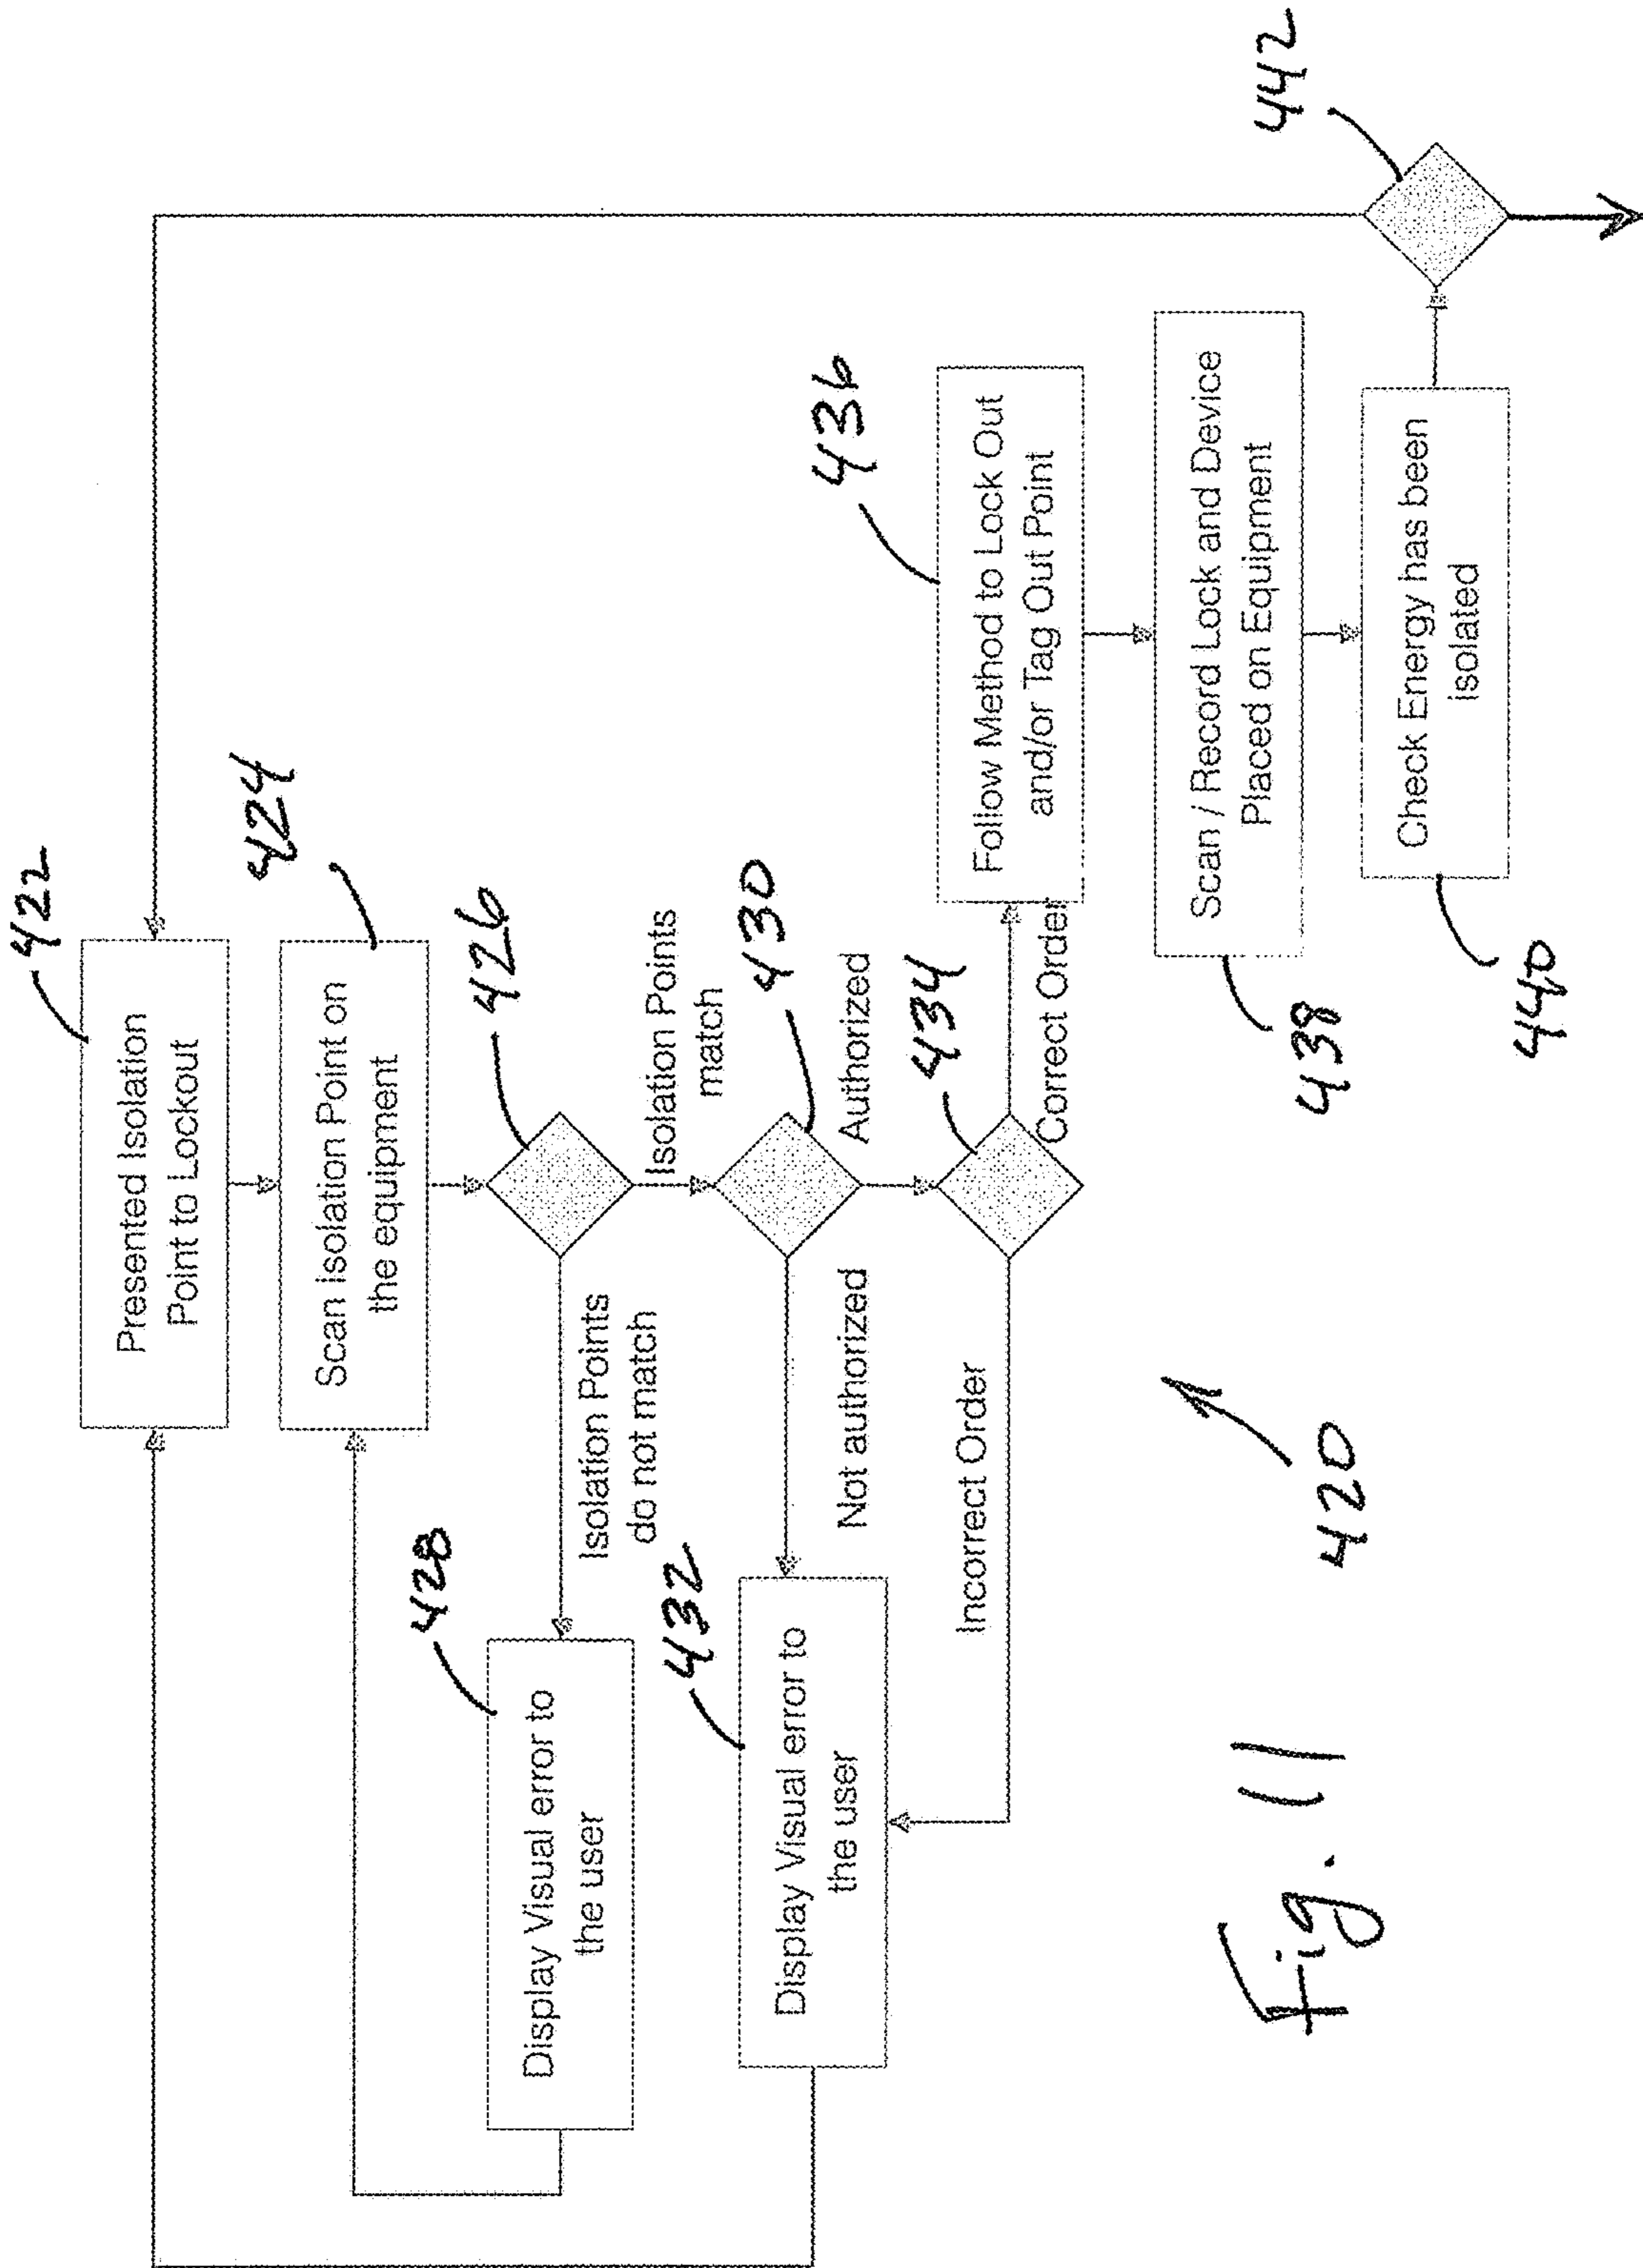 422
Presented Isolation
Point to Lockout
424
Scan Isolation Point on
the equipment
426
428
Display Visual error to
the user
Isolation Points
do not match
Isolation Points
match
430
432
Display Visual error to
the user
Not authorized
Authorized
434
Incorrect Order
Correct Order
436
Follow Method to Lock Out
and/or Tag Out Point
438
Scan / Record Lock and Device
Placed on Equipment
440
Check Energy has been
isolated
442
420
Fig. 11